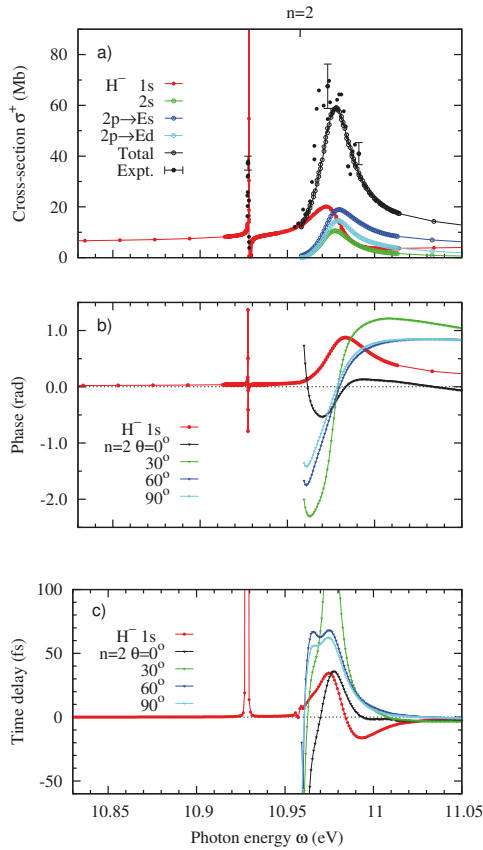 n=2
a)
Cross-section σ⁺ (Mb)
80
60
40
20
0
H⁻ 1s
2s
2p→Es
2p→Ed
Total
Expt.
b)
Phase (rad)
1.0
0.0
-1.0
-2.0
H⁻ 1s
n=2 θ=0°
30°
60°
90°
c)
Time delay (fs)
100
50
0
-50
H⁻ 1s
n=2 θ=0°
30°
60°
90°
10.85 10.9 10.95 11 11.05
Photon energy ω (eV)